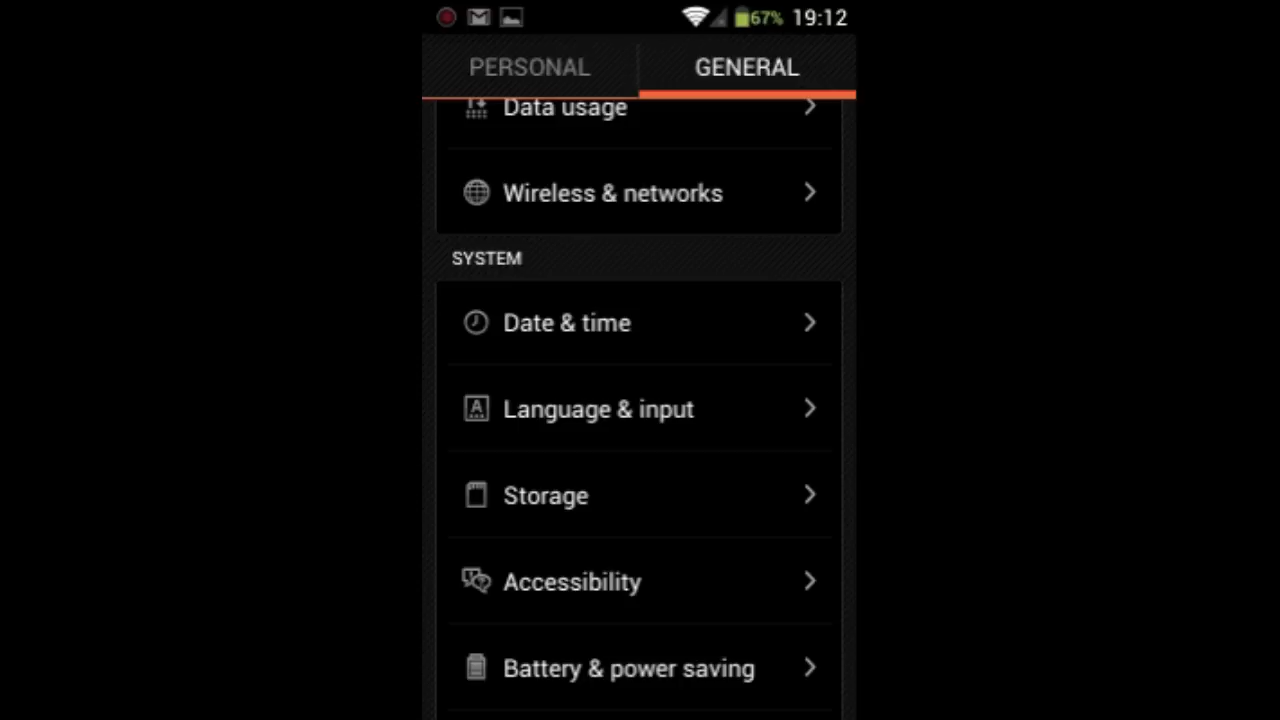 67% 19:12
PERSONAL GENERAL
Data usage
Wireless & networks
SYSTEM
Date & time
Language & input
Storage
Accessibility
Battery & power saving